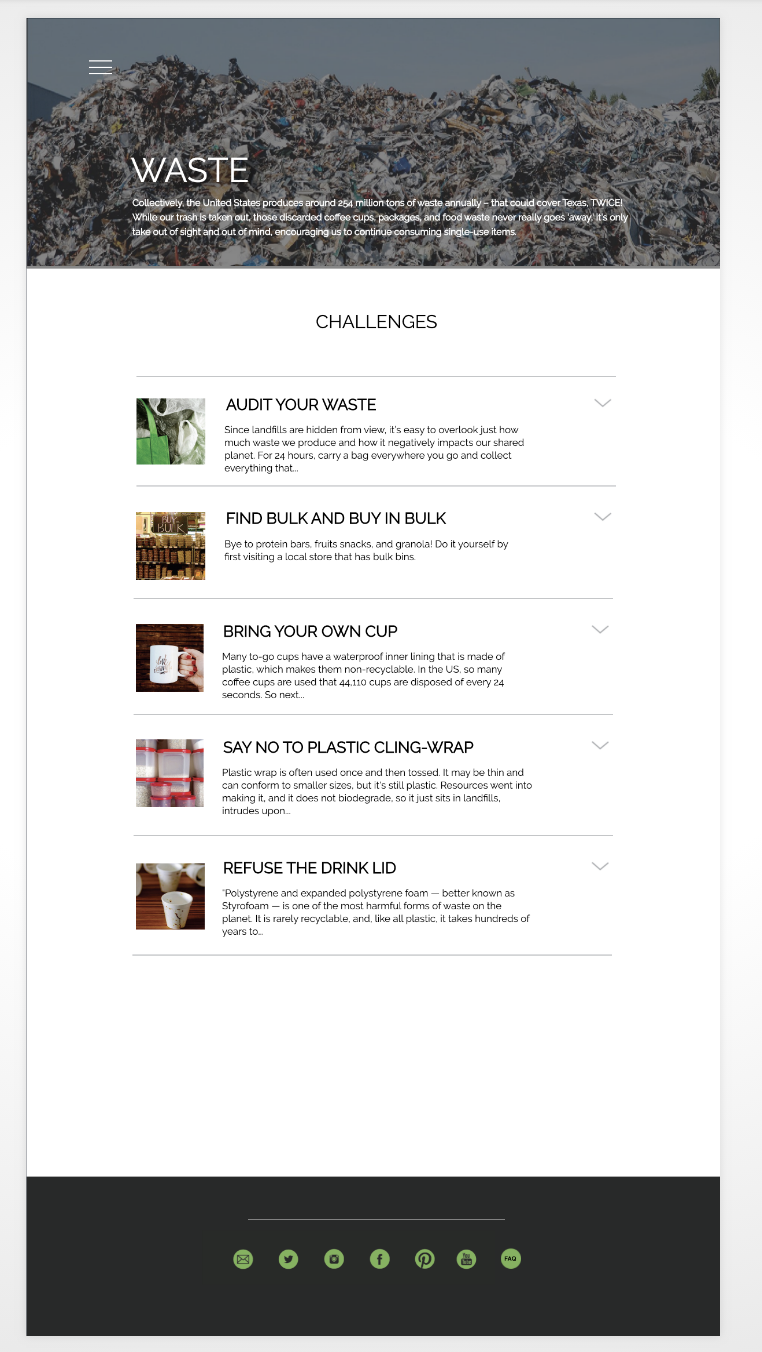 WASTE
Collectively, the United States produces around 254 million tons of waste annually – that could cover Texas, TWICE!
While our trash is taken out, those discarded coffee cups, packages, and food waste never really goes 'away,' it's only
take out of sight and out of mind, encouraging us to continue consuming single-use items.
CHALLENGES
AUDIT YOUR WASTE
Since landfills are hidden from view, it's easy to overlook just how
much waste we produce and how it negatively impacts our shared
planet. For 24 hours, carry a bag everywhere you go and collect
everything that...
BUY
BULK
FIND BULK AND BUY IN BULK
Bye to protein bars, fruits snacks, and granola! Do it yourself by
first visiting a local store that has bulk bins.
BRING YOUR OWN CUP
Many to-go cups have a waterproof inner lining that is made of
plastic, which makes them non-recyclable. In the US, so many
coffee cups are used that 44,110 cups are disposed of every 24
seconds. So next...
SAY NO TO PLASTIC CLING-WRAP
Plastic wrap is often used once and then tossed. It may be thin and
can conform to smaller sizes, but it's still plastic. Resources went into
making it, and it does not biodegrade, so it just sits in landfills,
intrudes upon...
REFUSE THE DRINK LID
"Polystyrene and expanded polystyrene foam — better known as
Styrofoam — is one of the most harmful forms of waste on the
planet. It is rarely recyclable, and, like all plastic, it takes hundreds of
years to...
You
Tube
FAQ